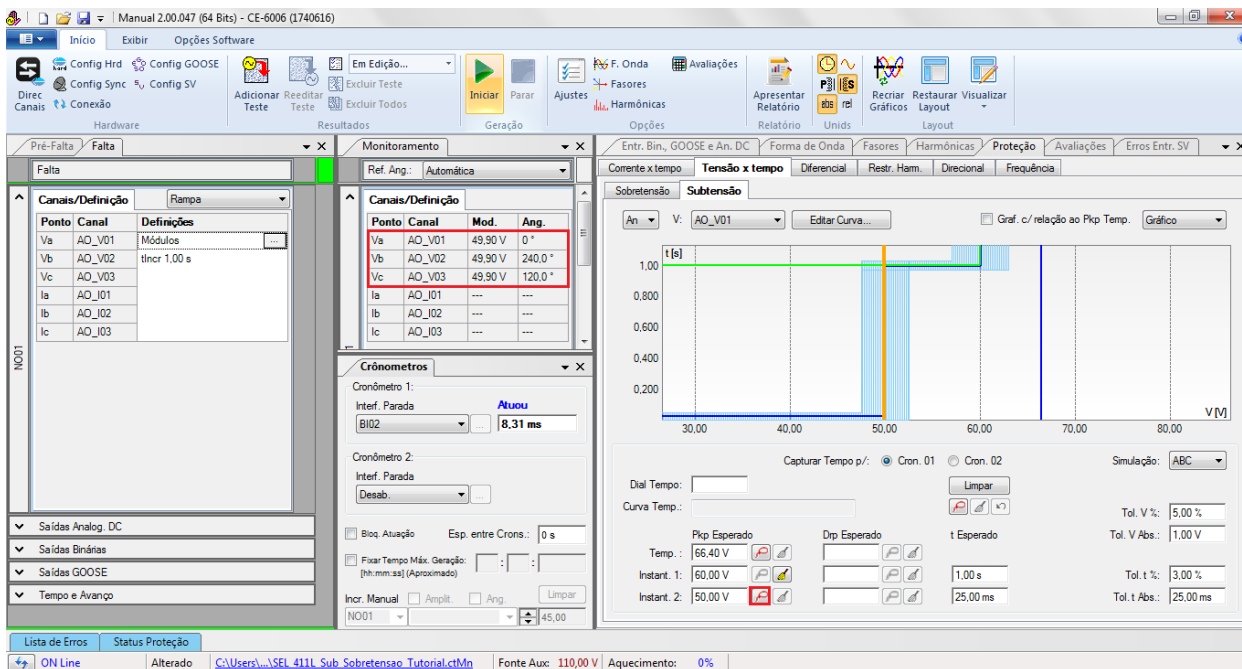 Manual 2.00.047 (64 Bits) - CE-6006 (1740616)
Início Exibir Opções Software
Direc Canais
Config Hrd Config GOOSE
Config Sync Config SV
Conexão
Hardware
Adicionar Teste
Reeditar Teste
Em Edição...
Excluir Teste
Excluir Todos
Resultados
Iniciar Parar
Geração
Ajustes
F. Onda Avaliações
Fasores
Harmônicas
Opções
Apresentar Relatório
Relatório
abs rel
Unids
Recriar Gráficos
Restaurar Layout
Visualizar
Layout
Pré-Falta Falta
Falta
Canais/Definição Rampa
Ponto Canal Definições
Va AO_V01 Módulos ...
Vb AO_V02 tIncr 1,00 s
Vc AO_V03
Ia AO_I01
Ib AO_I02
Ic AO_I03
NO01
Saídas Analog. DC
Saídas Binárias
Saídas GOOSE
Tempo e Avanço
Monitoramento
Ref. Ang.: Automática
Canais/Definição
Ponto Canal Mod. Ang.
Va AO_V01 49,90 V 0 °
Vb AO_V02 49,90 V 240,0 °
Vc AO_V03 49,90 V 120,0 °
Ia AO_I01 --- ---
Ib AO_I02 --- ---
Ic AO_I03 --- ---
Crônometros
Cronômetro 1:
Interf. Parada Atuou
BI02 ... 8,31 ms
Cronômetro 2:
Interf. Parada
Desab. ...
Bloq. Atuação Esp. entre Crons.: 0 s
Fixar Tempo Máx. Geração: : :
[hh:mm:ss] (Aproximado)
Incr. Manual Amplit. Ang. Limpar
NO01 45,00
Entr. Bin., GOOSE e An. DC Forma de Onda Fasores Harmônicas Proteção Avaliações Erros Entr. SV
Corrente x tempo Tensão x tempo Diferencial Restr. Harm. Direcional Frequência
Sobretensão Subtensão
An V: AO_V01 Editar Curva... Graf. c/ relação ao Pkp Temp. Gráfico
t [s]
1,00
0,800
0,600
0,400
0,200
V [V]
30,00 40,00 50,00 60,00 70,00 80,00
Capturar Tempo p/: Cron. 01 Cron. 02 Simulação: ABC
Dial Tempo: Limpar
Curva Temp.: Tol. V %: 5,00 %
Pkp Esperado Drp Esperado t Esperado Tol. V Abs.: 1,00 V
Temp. : 66,40 V
Instant. 1: 60,00 V 1,00 s Tol. t %: 3,00 %
Instant. 2: 50,00 V 25,00 ms Tol. t Abs.: 25,00 ms
Lista de Erros Status Proteção
ON Line Alterado C:\Users\...\SEL_411L_Sub_Sobretensao_Tutorial.ctMn Fonte Aux: 110,00 V Aquecimento: 0%